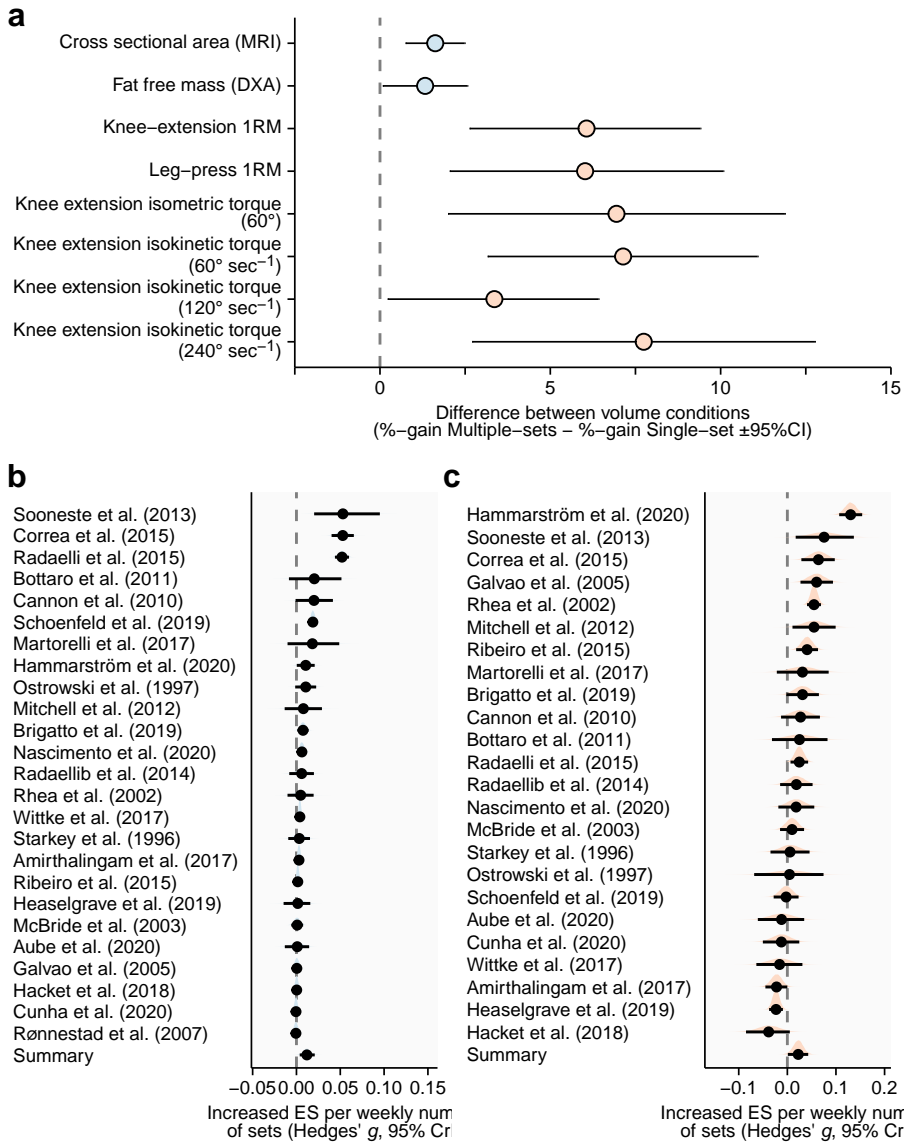 a
Cross sectional area (MRI)
Fat free mass (DXA)
Knee−extension 1RM
Leg−press 1RM
Knee extension isometric torque
(60°)
Knee extension isokinetic torque
(60° sec⁻¹)
Knee extension isokinetic torque
(120° sec⁻¹)
Knee extension isokinetic torque
(240° sec⁻¹)
0 5 10 15
Difference between volume conditions
(%−gain Multiple−sets − %−gain Single−set ±95%CI)
b
Sooneste et al. (2013)
Correa et al. (2015)
Radaelli et al. (2015)
Bottaro et al. (2011)
Cannon et al. (2010)
Schoenfeld et al. (2019)
Martorelli et al. (2017)
Hammarström et al. (2020)
Ostrowski et al. (1997)
Mitchell et al. (2012)
Brigatto et al. (2019)
Nascimento et al. (2020)
Radaellib et al. (2014)
Rhea et al. (2002)
Wittke et al. (2017)
Starkey et al. (1996)
Amirthalingam et al. (2017)
Ribeiro et al. (2015)
Heaselgrave et al. (2019)
McBride et al. (2003)
Aube et al. (2020)
Galvao et al. (2005)
Hacket et al. (2018)
Cunha et al. (2020)
Rønnestad et al. (2007)
Summary
−0.05 0.00 0.05 0.10 0.15
Increased ES per weekly num
of sets (Hedges' g, 95% CrI
c
Hammarström et al. (2020)
Sooneste et al. (2013)
Correa et al. (2015)
Galvao et al. (2005)
Rhea et al. (2002)
Mitchell et al. (2012)
Ribeiro et al. (2015)
Martorelli et al. (2017)
Brigatto et al. (2019)
Cannon et al. (2010)
Bottaro et al. (2011)
Radaelli et al. (2015)
Radaellib et al. (2014)
Nascimento et al. (2020)
McBride et al. (2003)
Starkey et al. (1996)
Ostrowski et al. (1997)
Schoenfeld et al. (2019)
Aube et al. (2020)
Cunha et al. (2020)
Wittke et al. (2017)
Amirthalingam et al. (2017)
Heaselgrave et al. (2019)
Hacket et al. (2018)
Summary
−0.1 0.0 0.1 0.2
Increased ES per weekly num
of sets (Hedges' g, 95% CrI